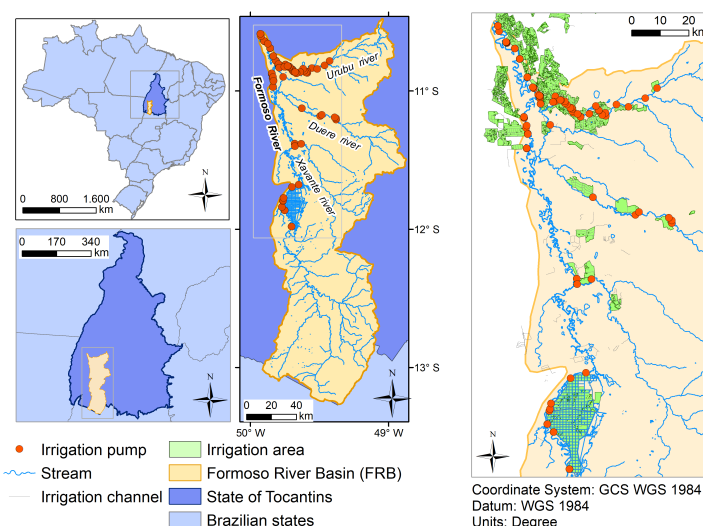 N
0 800 1.600
km
0 170 340
km
N
Urubu river
Formoso River
Duere river
Xavante river
11° S
12° S
13° S
N
0 20 40
km
50° W
49° W
0 10 20
km
N
Irrigation pump
Stream
Irrigation channel
Irrigation area
Formoso River Basin (FRB)
State of Tocantins
Brazilian states
Coordinate System: GCS WGS 1984
Datum: WGS 1984
Units: Degree